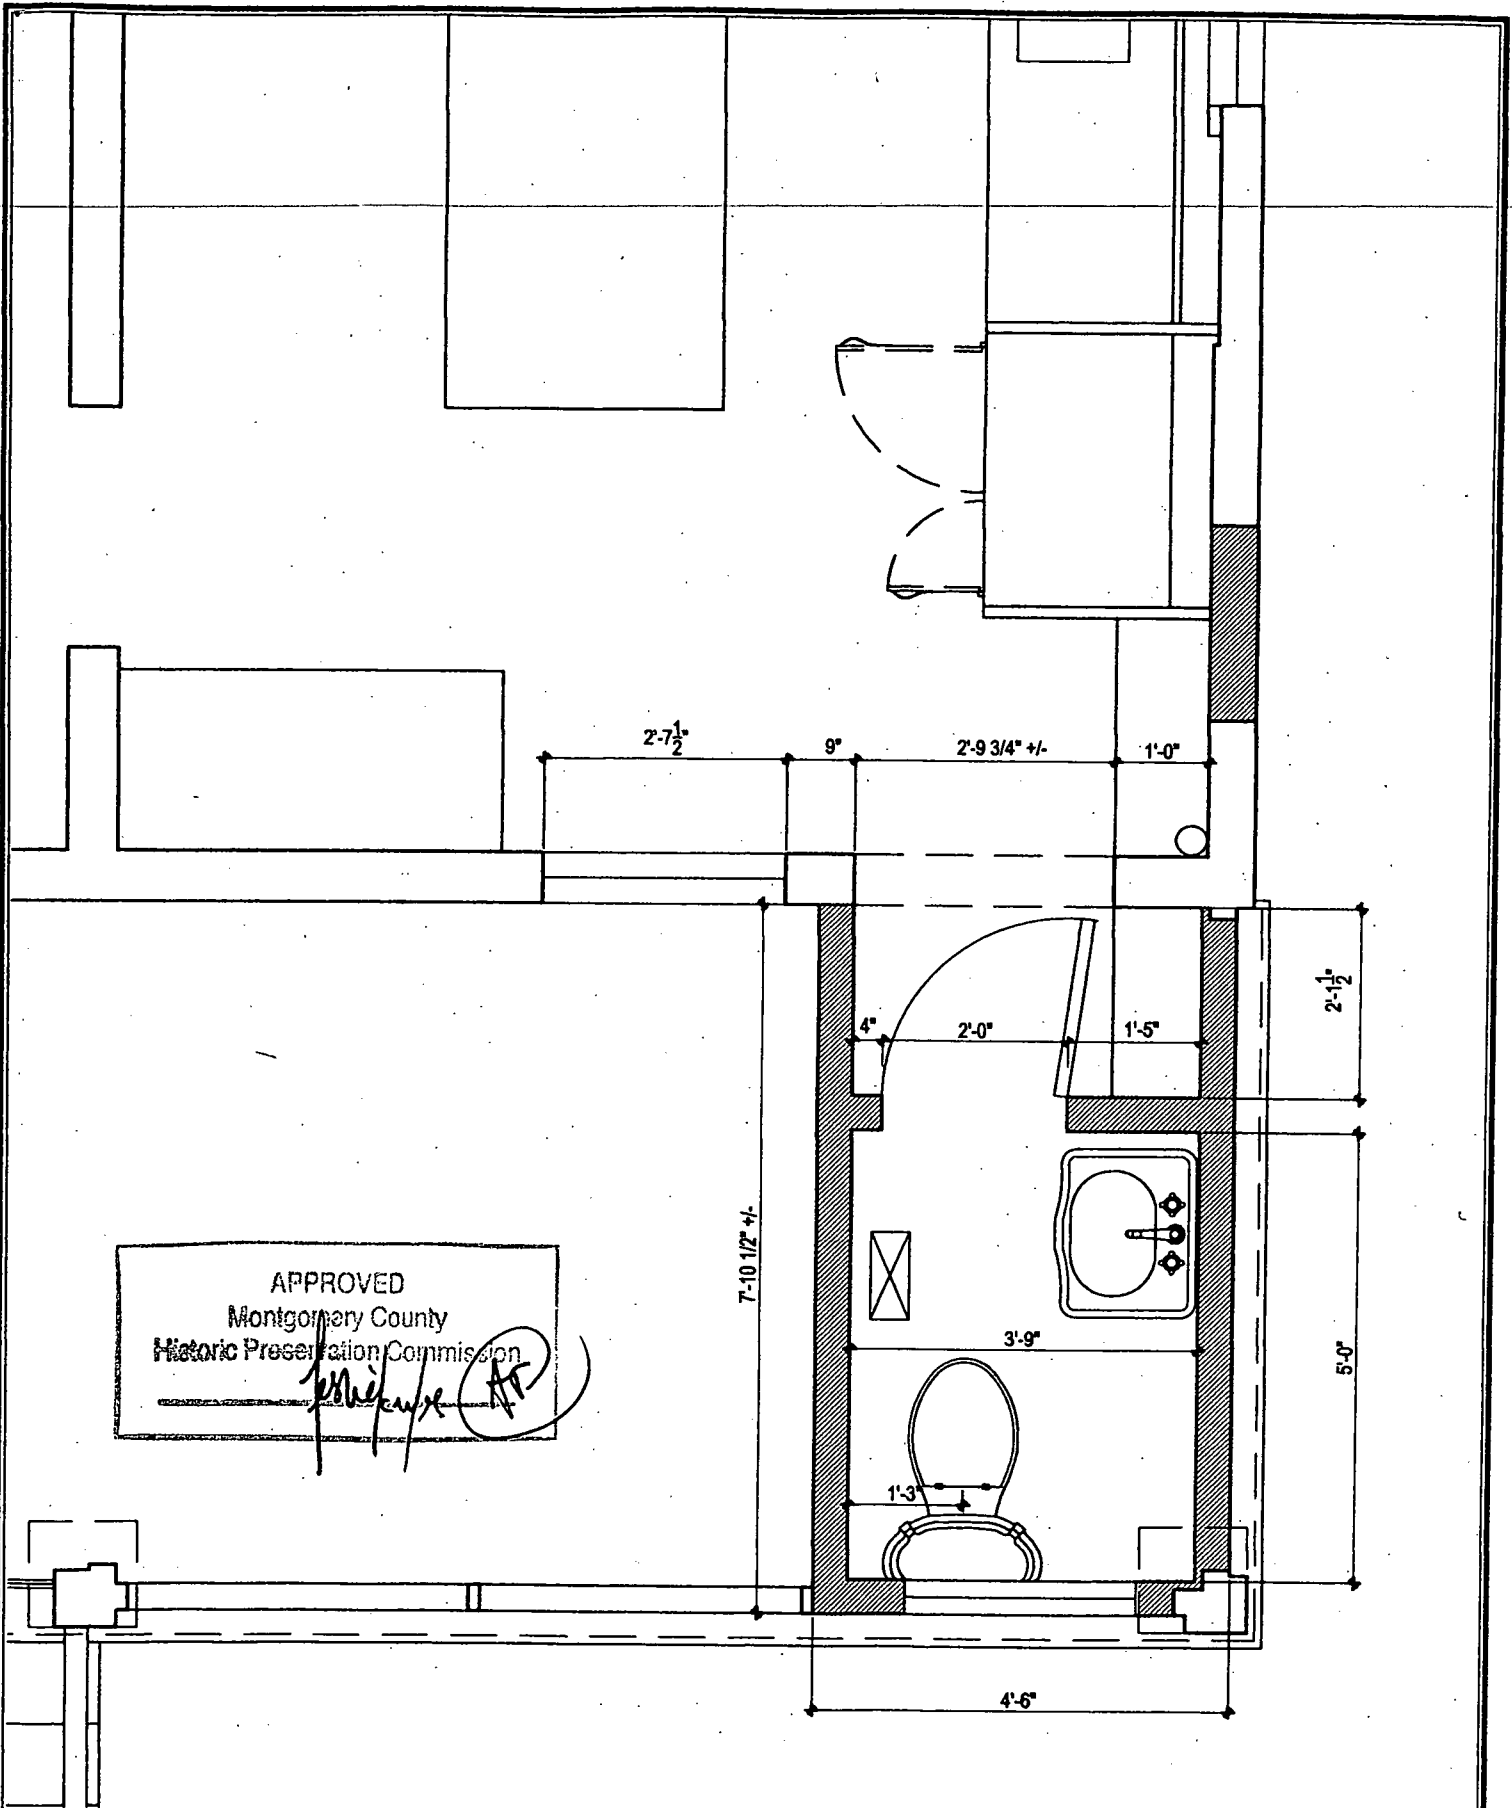 2'-7 1/2"
9"
2'-9 3/4" +/-
1'-0"
2'-1 1/2"
4"
2'-0"
1'-5"
7'-10 1/2" +/-
APPROVED
Montgomery County
Historic Preservation Commission
3'-9"
5'-0"
1'-3"
4'-6"